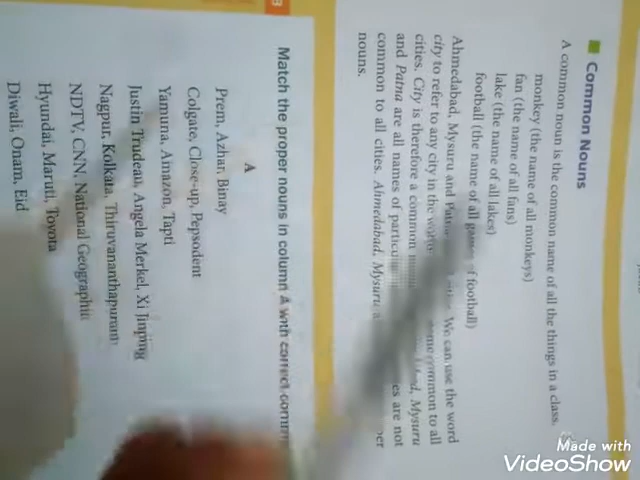 Common Nouns
A common noun is the common name of all the things in a class.
monkey (the name of all monkeys)
fan (the name of all fans)
lake (the name of all lakes)
football (the name of all games of football)
Ahmedabad, Mysuru and We can use the word
city to refer to any city in the common to all
cities. City is therefore a common Mysuru
and Patna are all names of are not
common to all cities. Ahmedabad, Mysuru
nouns.
B
Match the proper nouns in column A with correct
A
Prem, Azhar, Binay
Colgate, Close-up, Pepsodent
Yamuna, Amazon, Tapti
Justin Trudeau, Angela Merkel, Xi Jinping
Nagpur, Kolkata, Thiruvananthapuram
NDTV, CNN, National Geographic
Hyundai, Maruti, Toyota
Diwali, Onam, Eid
Made with
VideoShow